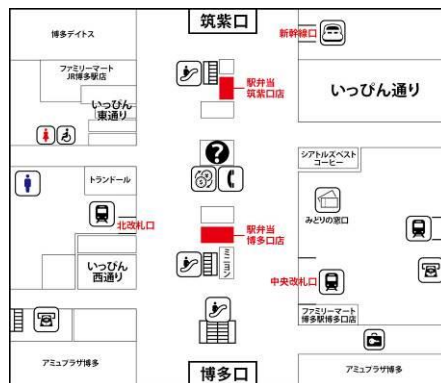 筑紫口
博多デイトス
新幹線口
ファミリーマート
JR博多駅店
駅弁当
筑紫口店
いっぴん通り
いっぴん
東通り
?
シアトルズベスト
コーヒー
トランドール
みどりの窓口
北改札口
駅弁当
博多口店
いっぴん
西通り
ミニヨン
中央改札口
ファミリーマート
博多駅博多口店
アミュプラザ博多
博多口
アミュプラザ博多